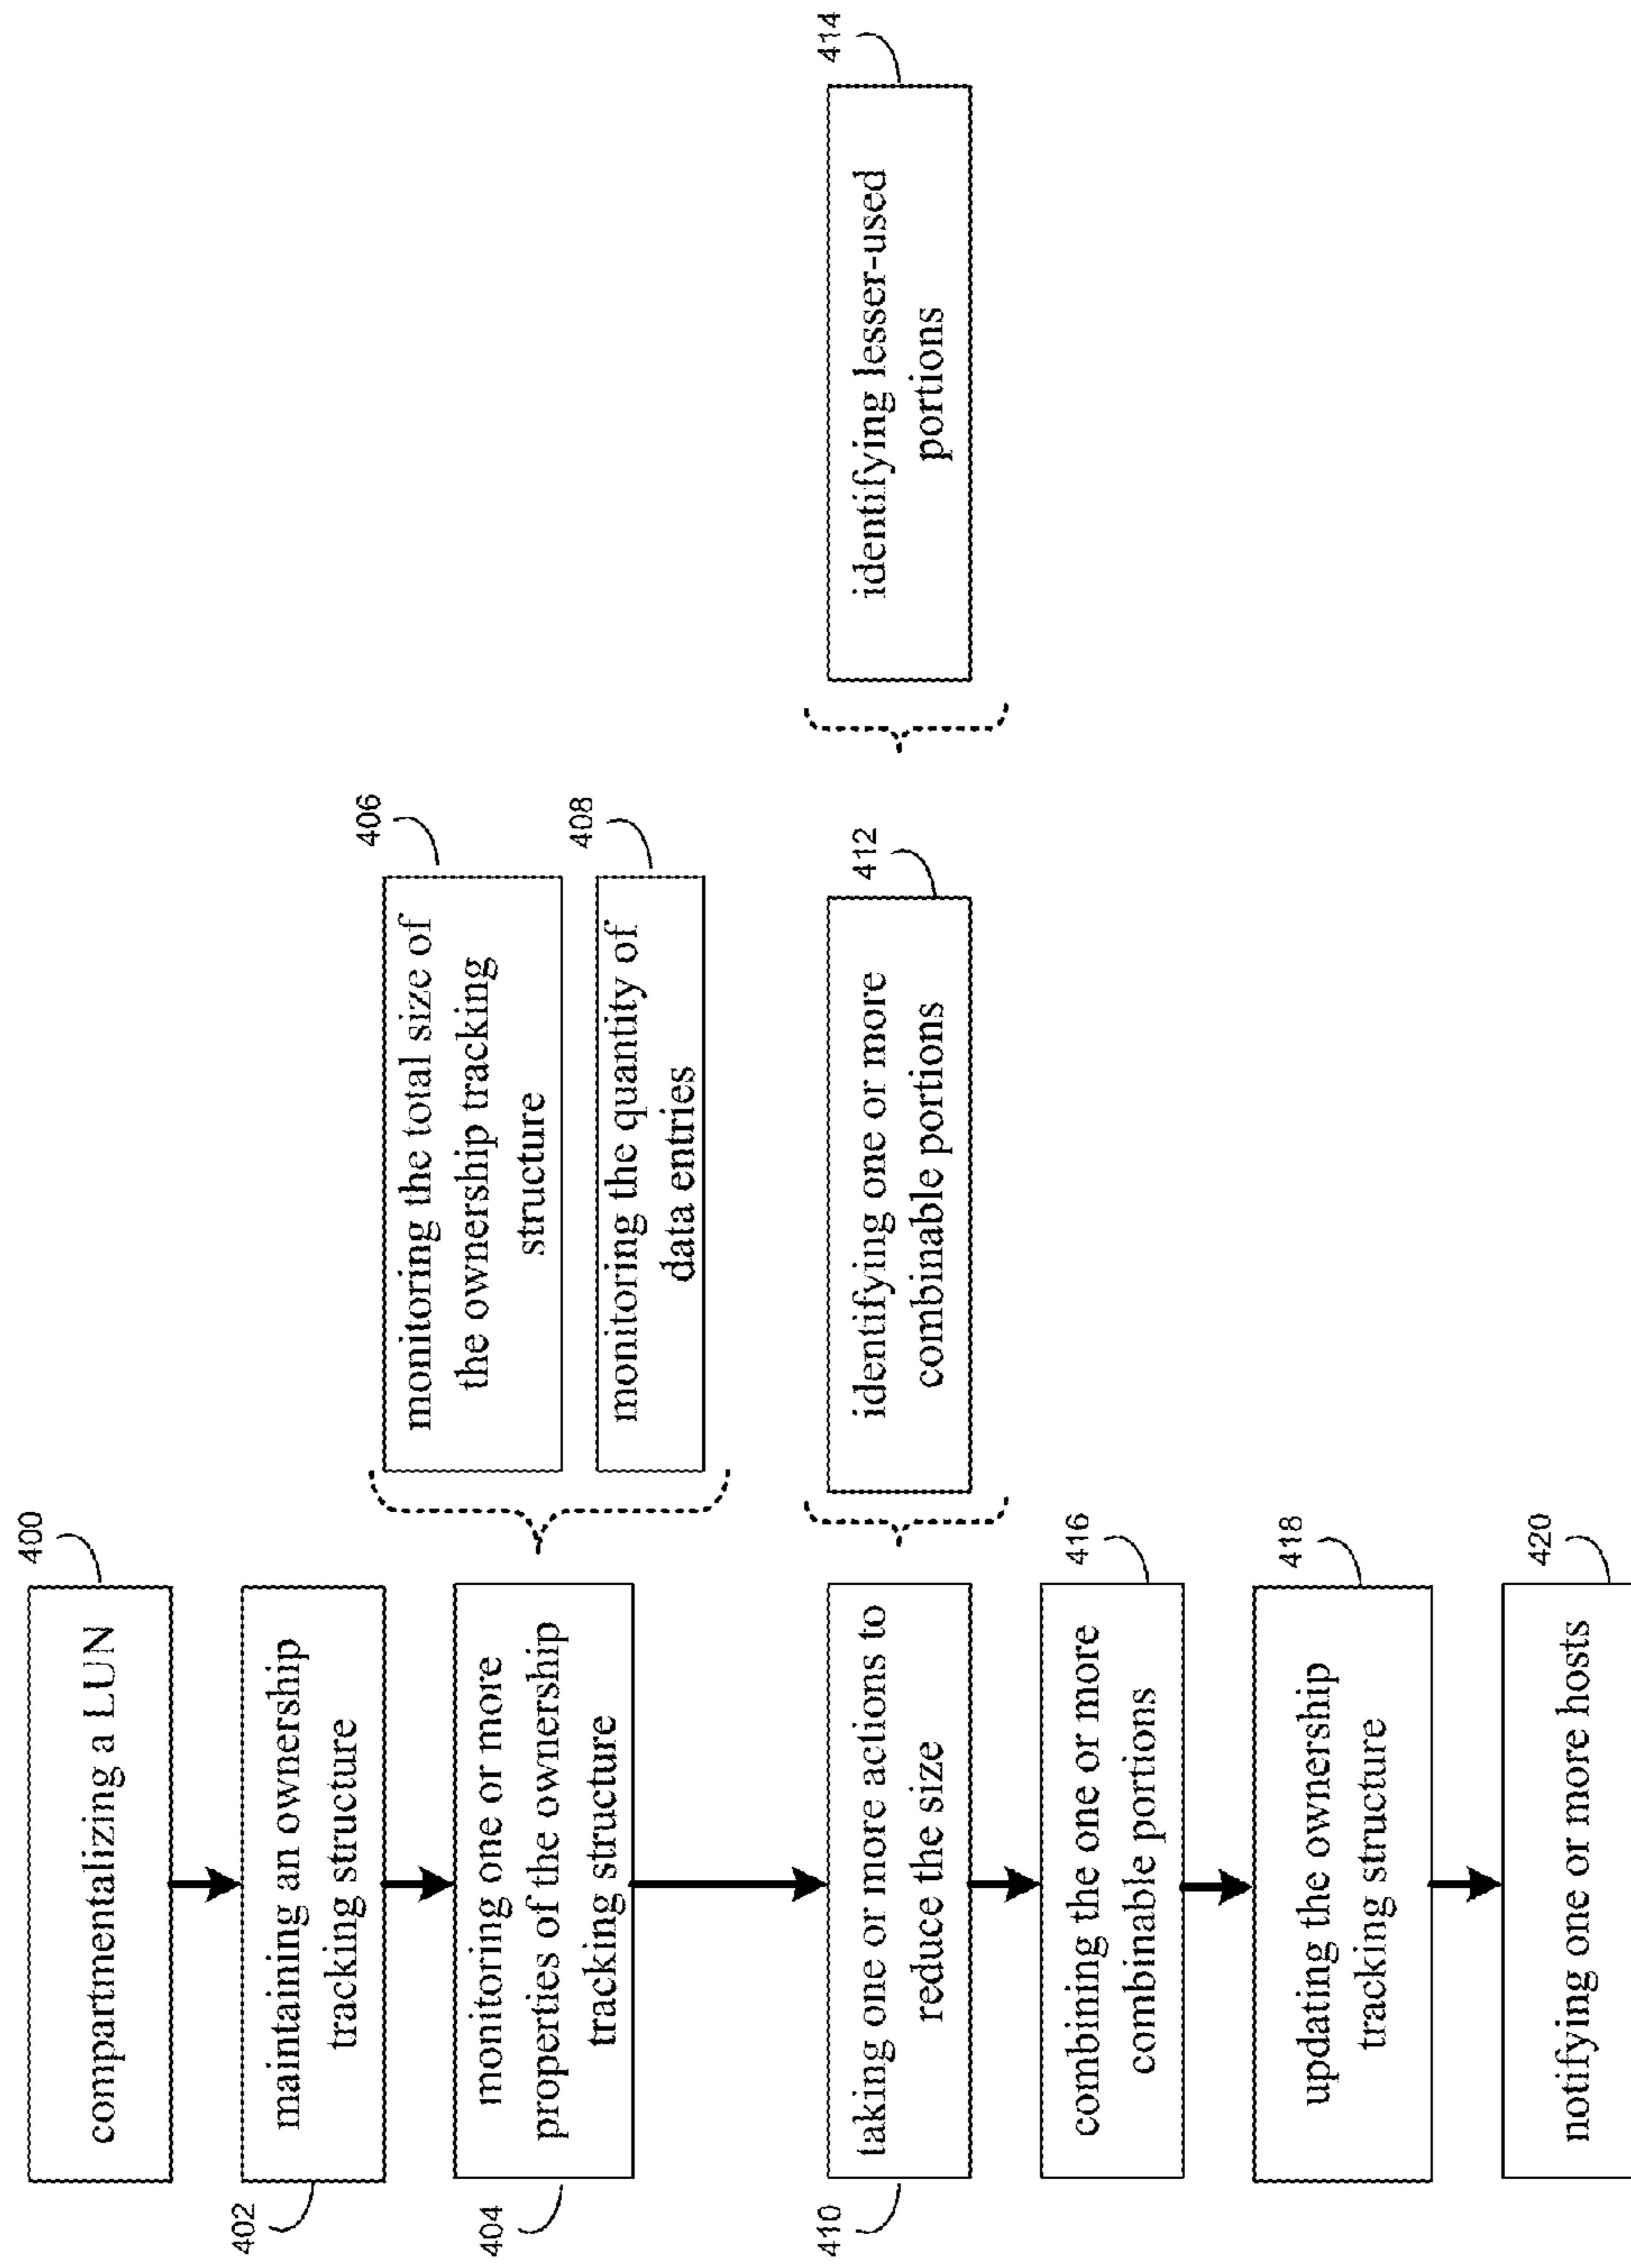 compartmentalizing a LUN
400
maintaining an ownership
tracking structure
402
monitoring one or more
properties of the ownership
tracking structure
404
monitoring the total size of
the ownership tracking
structure
406
monitoring the quantity of
data entries
408
taking one or more actions to
reduce the size
410
identifying one or more
combinable portions
412
identifying lesser-used
portions
414
combining the one or more
combinable portions
416
updating the ownership
tracking structure
418
notifying one or more hosts
420